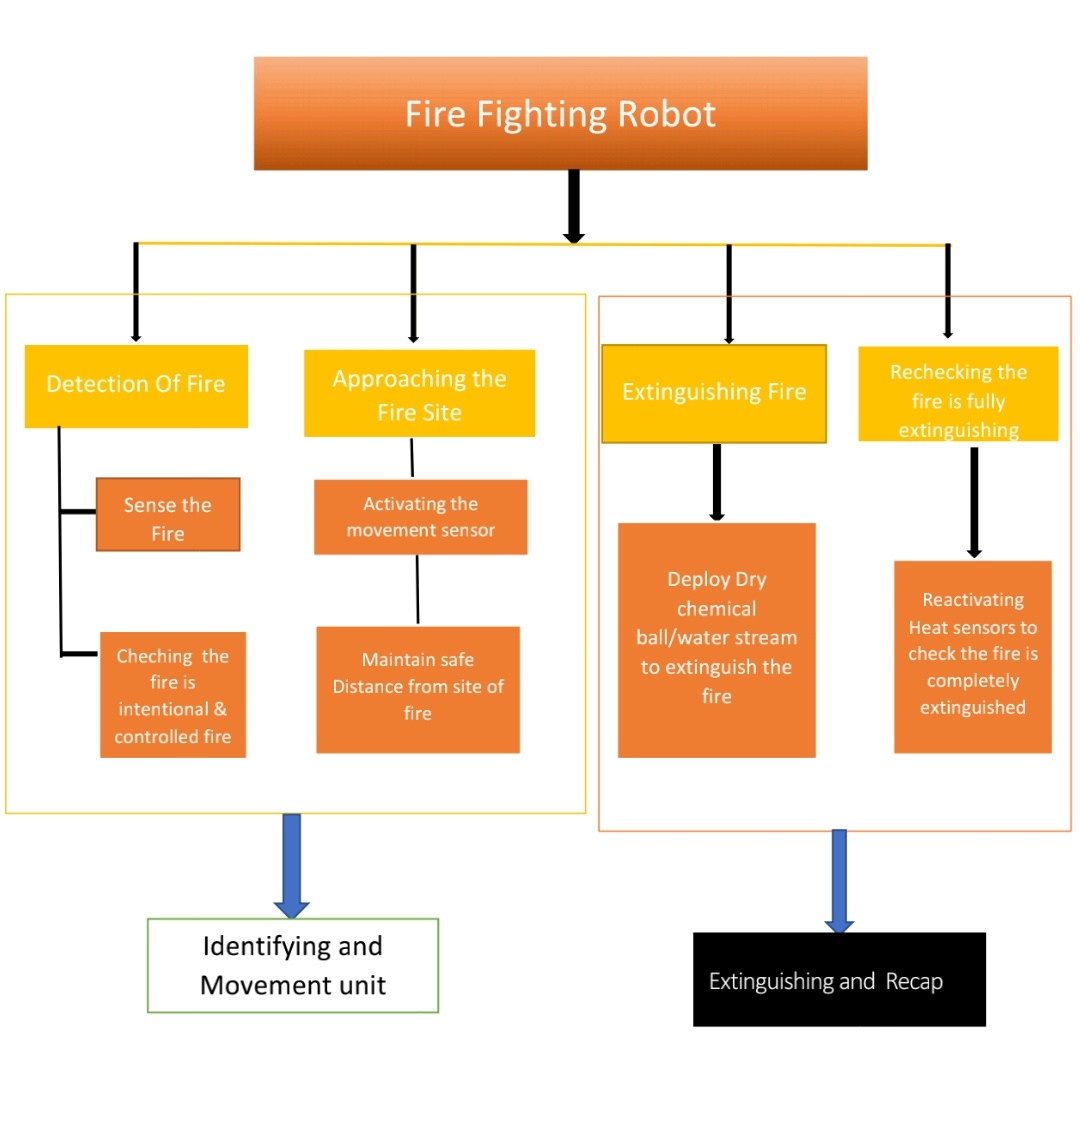 Fire Fighting Robot
Detection Of Fire
Sense the
Fire
Cheching the
fire is
intentional &
controlled fire
Approaching the
Fire Site
Activating the
movement sensor
Maintain safe
Distance from site of
fire
Extinguishing Fire
Deploy Dry
chemical
ball/water stream
to extinguish the
fire
Rechecking the
fire is fully
extinguishing
Reactivating
Heat sensors to
check the fire is
completely
extinguished
Identifying and
Movement unit
Extinguishing and Recap